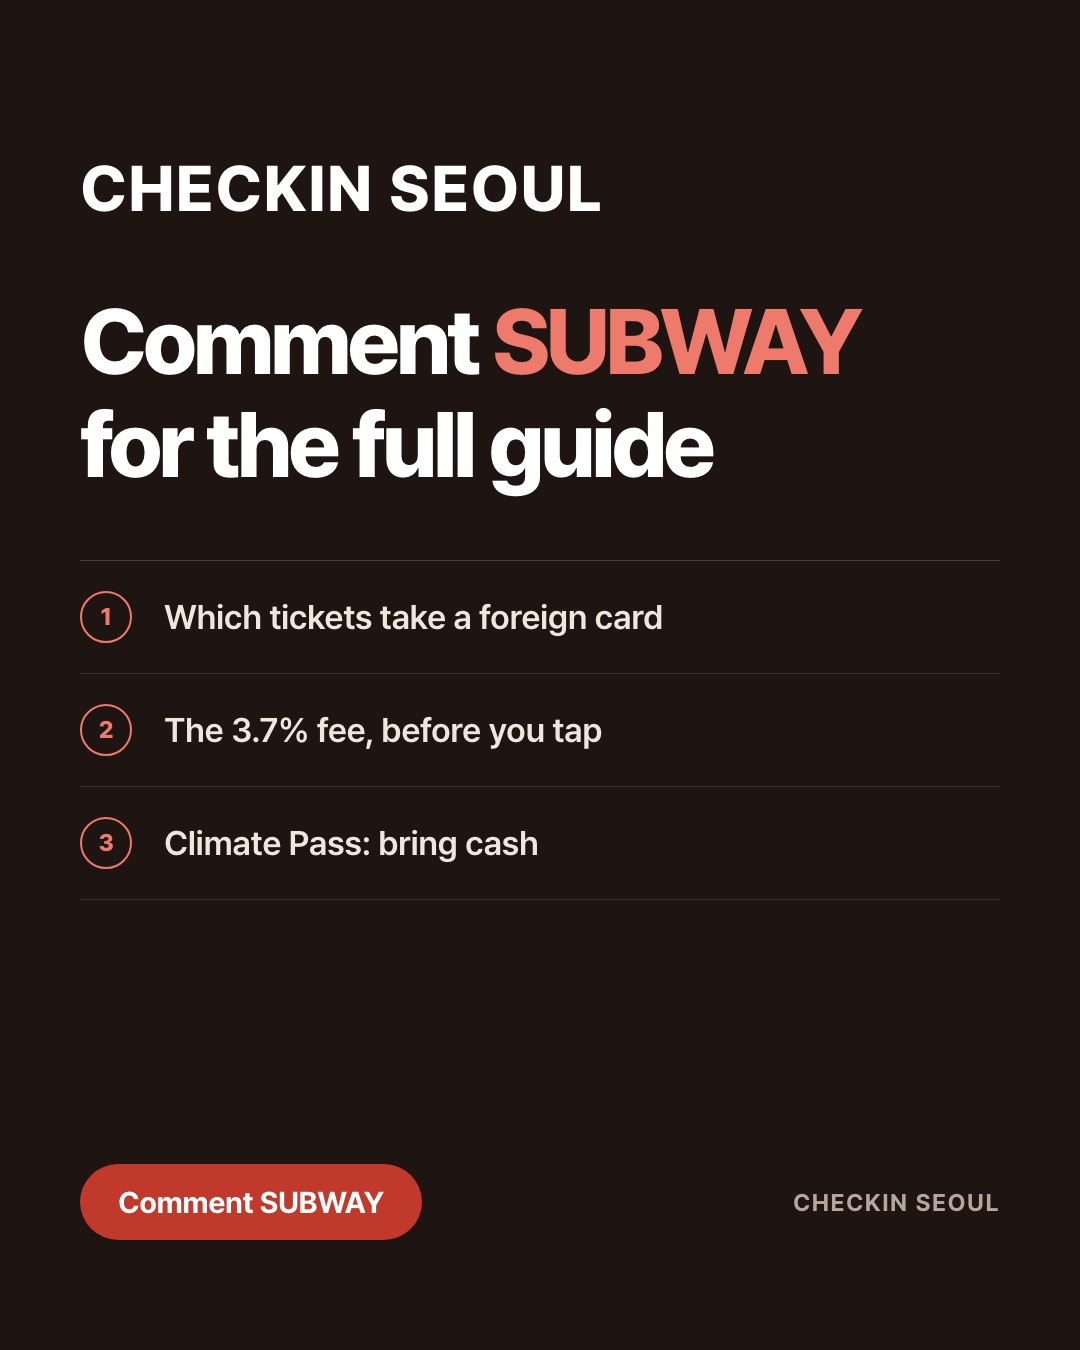 CHECKIN SEOUL
Comment SUBWAY
for the full guide
1 Which tickets take a foreign card
2 The 3.7% fee, before you tap
3 Climate Pass: bring cash
Comment SUBWAY
CHECKIN SEOUL